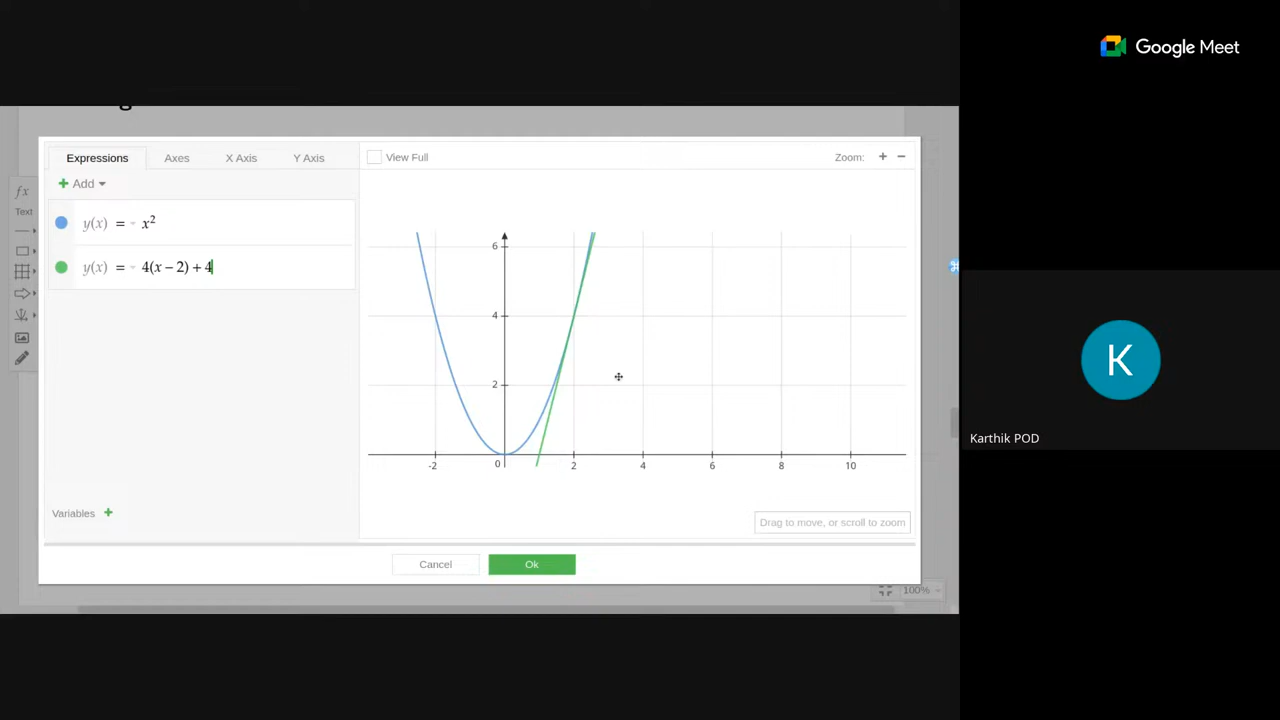 Google Meet
Expressions Axes X Axis Y Axis
View Full
Zoom: + −
+ Add
fx
Text
y(x) = x²
y(x) = 4(x − 2) + 4
6
4
2
-2 0 2 4 6 8 10
Karthik POD
Variables +
Drag to move, or scroll to zoom
Cancel Ok
100%
K